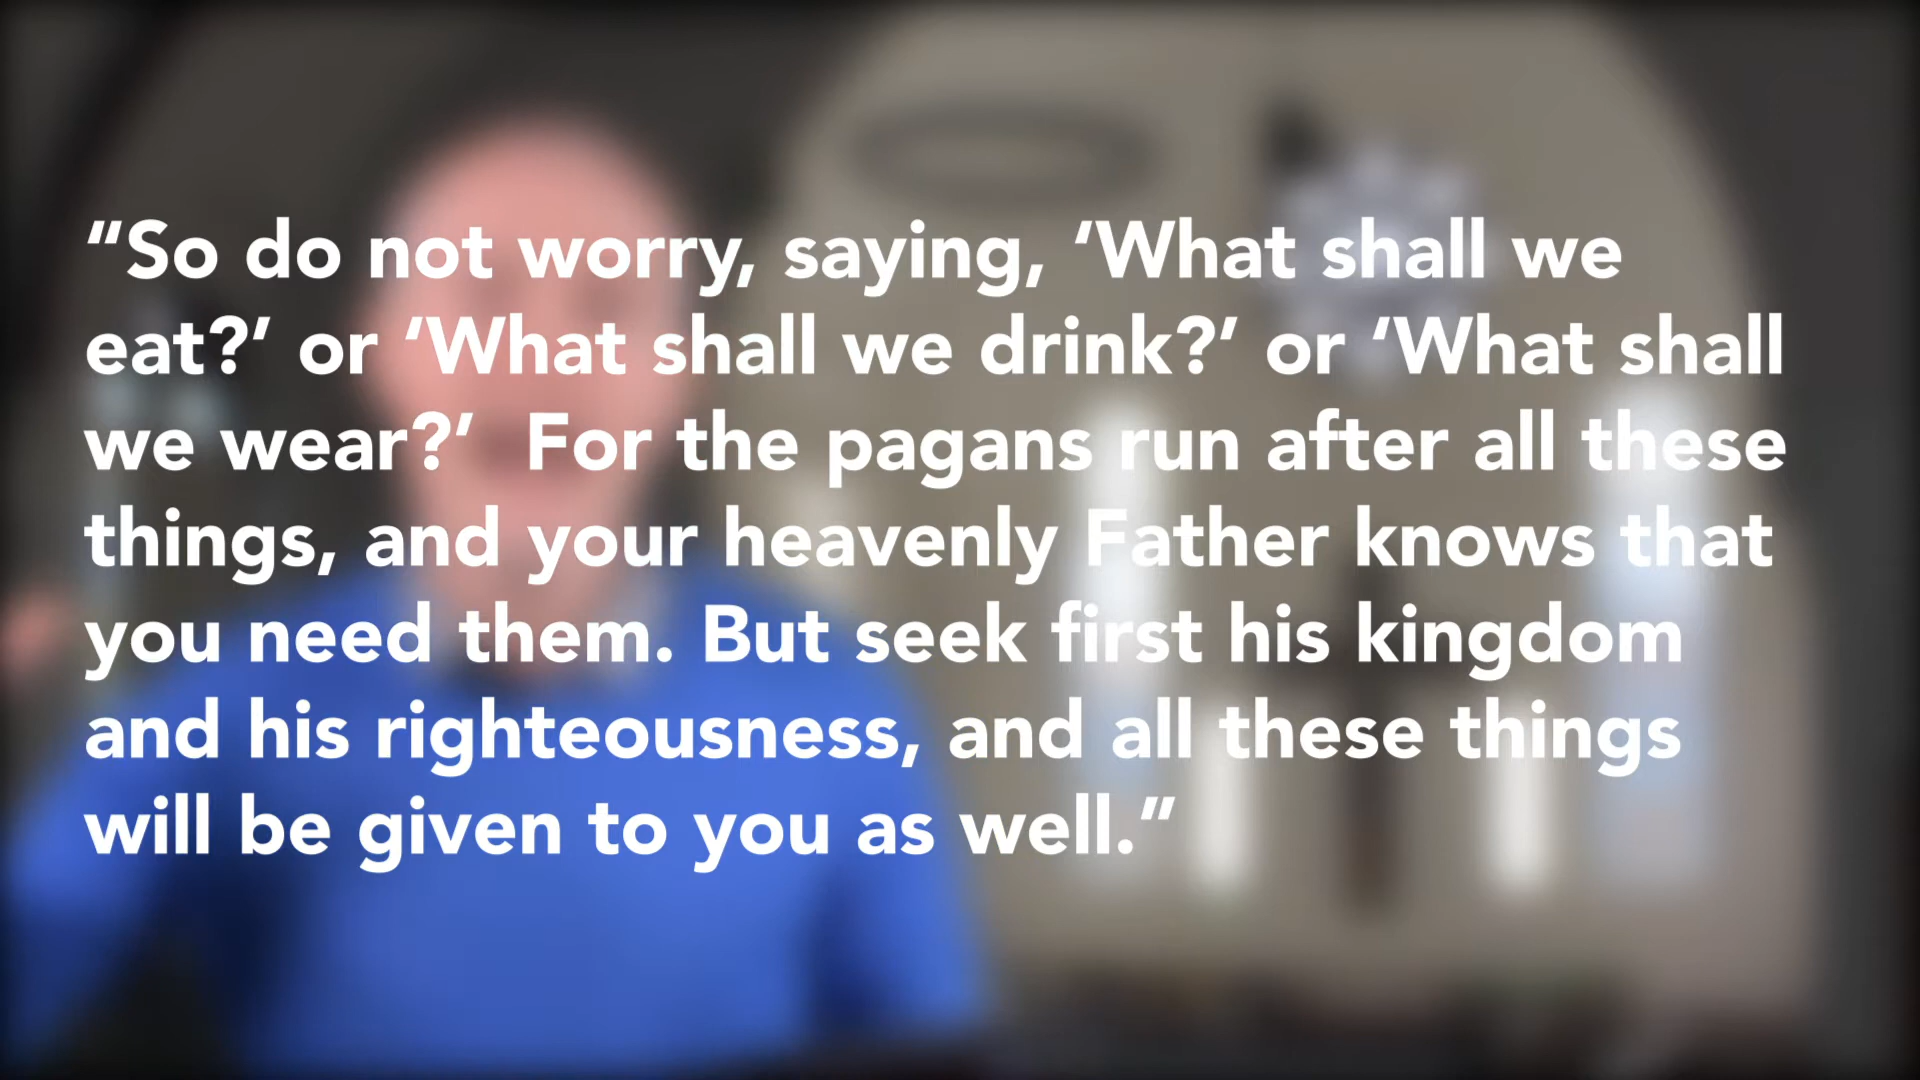 “So do not worry, saying, ‘What shall we
eat?’ or ‘What shall we drink?’ or ‘What shall
we wear?’  For the pagans run after all these
things, and your heavenly Father knows that
you need them. But seek first his kingdom
and his righteousness, and all these things
will be given to you as well.”